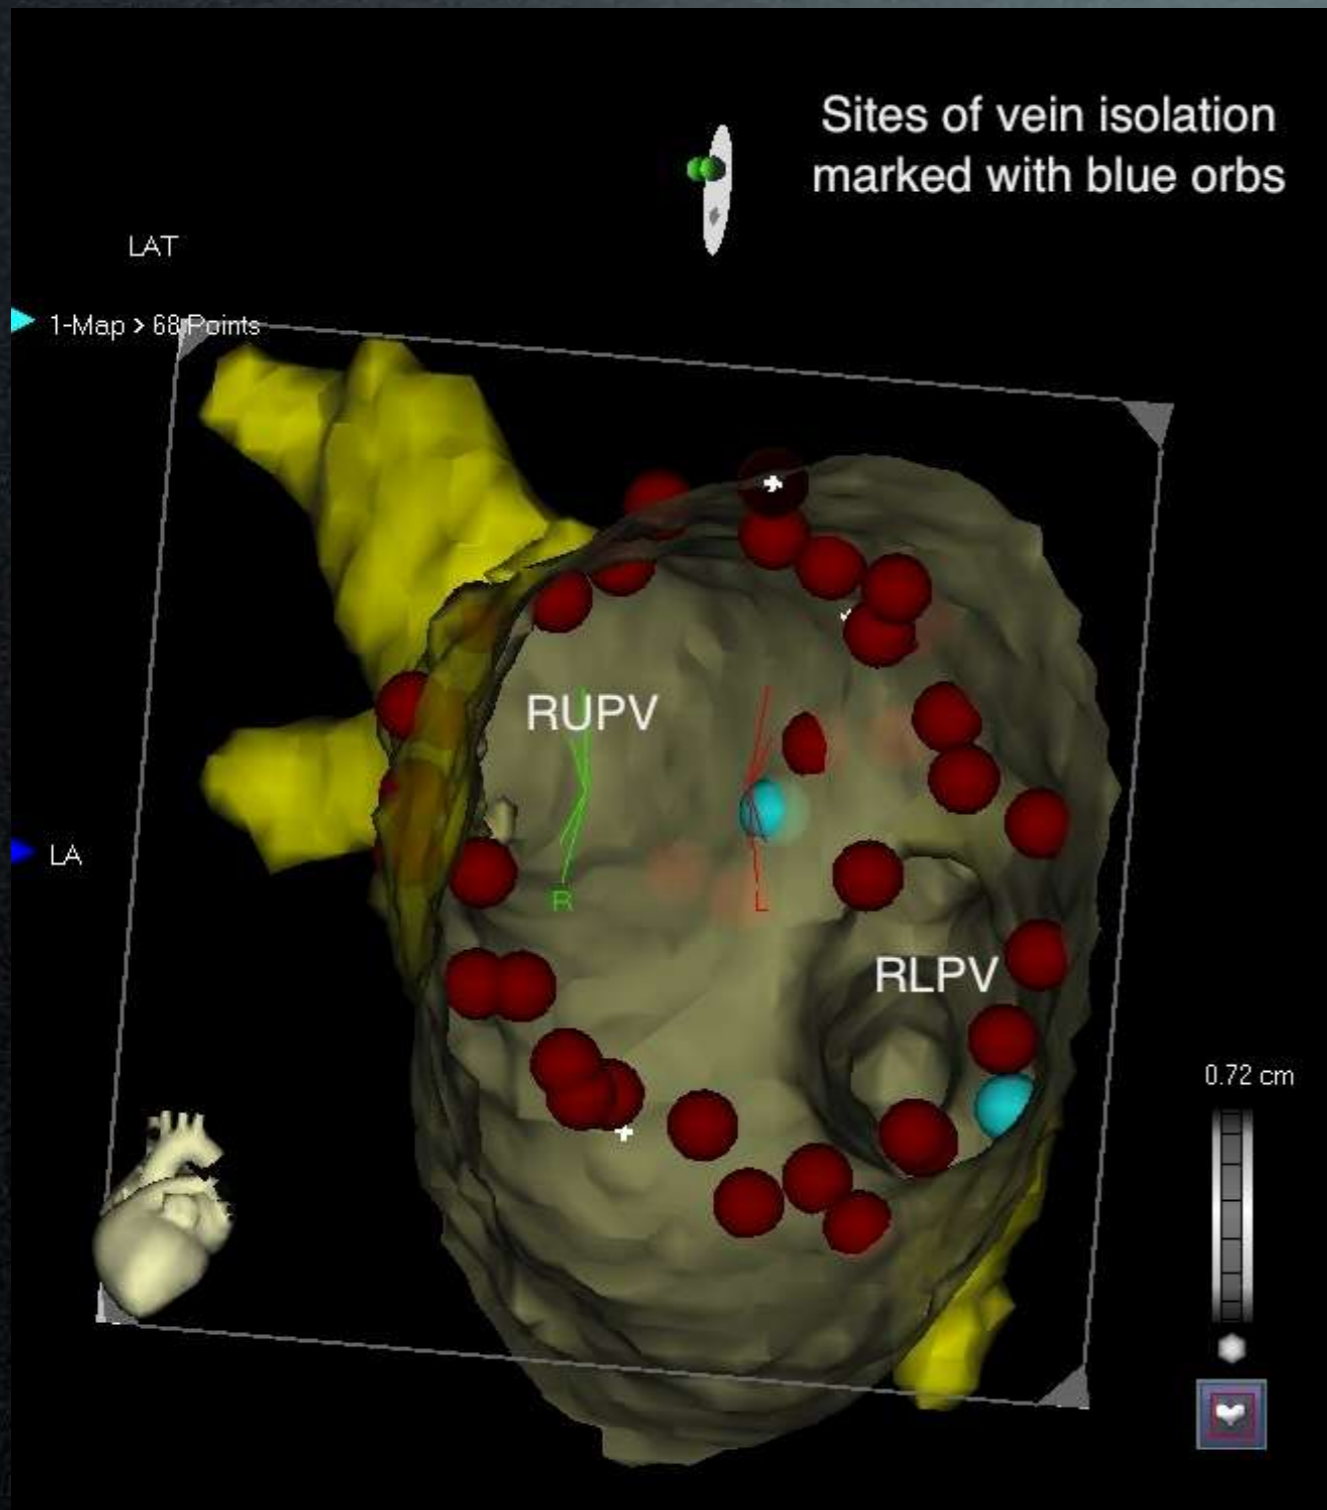 Sites of vein isolation
marked with blue orbs
LAT
1-Map > 68 Points
RUPV
LA
R
L
RLPV
0.72 cm